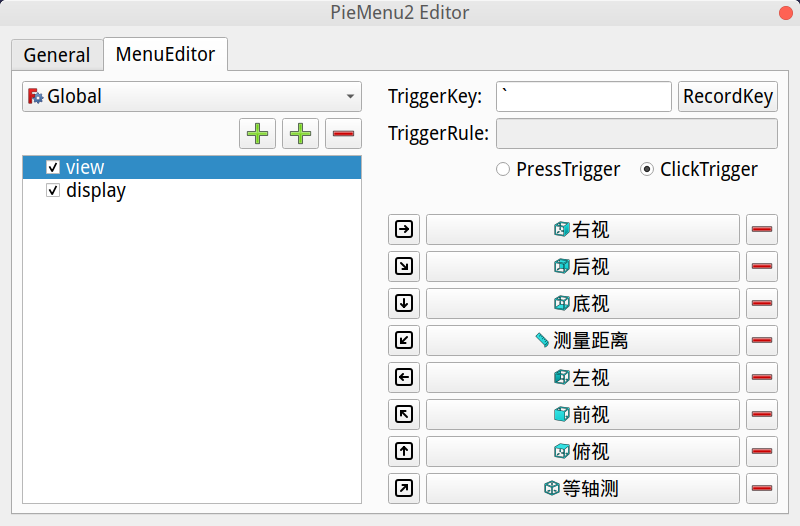 PieMenu2 Editor
General MenuEditor
Global
view
display
TriggerKey: ` RecordKey
TriggerRule:
PressTrigger ClickTrigger
右视
后视
底视
测量距离
左视
前视
俯视
等轴测